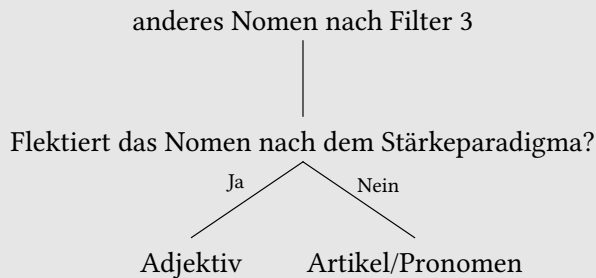 anderes Nomen nach Filter 3
Flektiert das Nomen nach dem Stärkeparadigma?
Ja
Nein
Adjektiv
Artikel/Pronomen